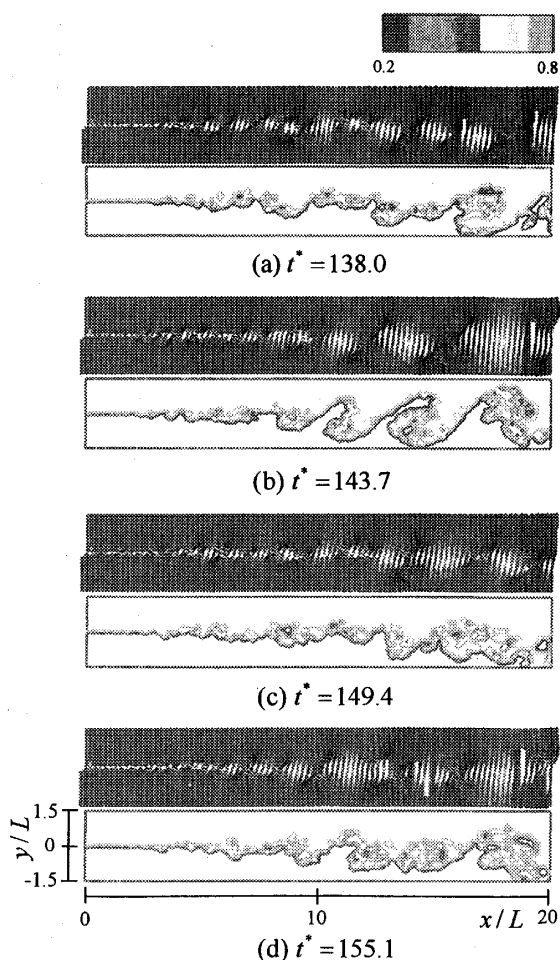 0.2 0.8
(a) t* =138.0
(b) t* =143.7
(c) t* =149.4
1.5
y/L 0
-1.5
0 10 x/L 20
(d) t* =155.1